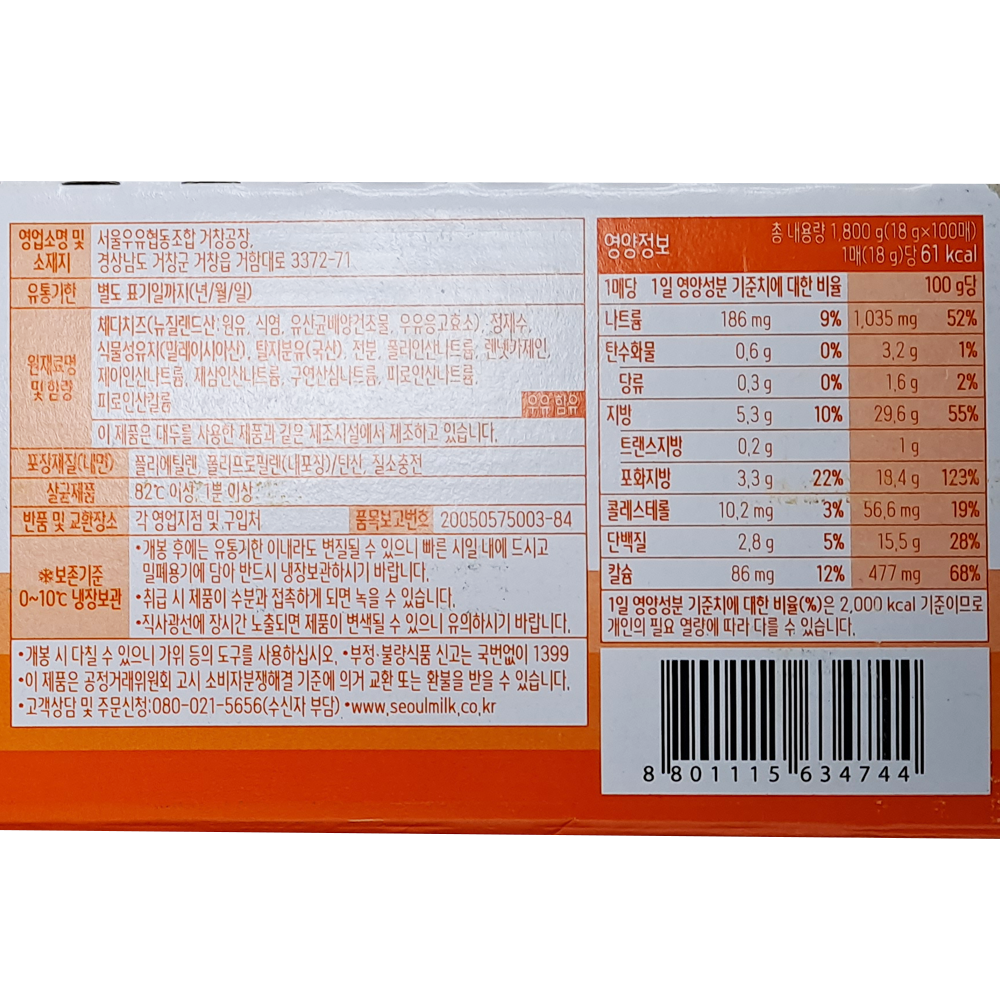 영업소명 및 소재지
서울우유협동조합 거창공장,
경상남도 거창군 거창읍 거함대로 3372-71
유통기한 별도 표기일까지(년/월/일)
원재료명 및 함량
체다치즈(뉴질랜드산:원유, 식염, 유산균배양건조물, 우유응고효소), 정제수,
식물성유지(말레이시아산), 탈지분유(국산), 전분, 폴리인산나트륨, 렌넷카제인,
제이인산나트륨, 제삼인산나트륨, 구연산삼나트륨, 피로인산나트륨,
피로인산칼륨
우유 함유
이 제품은 대두를 사용한 제품과 같은 제조시설에서 제조하고 있습니다.
포장재질(내면) 폴리에틸렌, 폴리프로필렌(내포장)/탄산, 질소충전
살균제품 82℃ 이상, 1분 이상
반품 및 교환장소 각 영업지점 및 구입처 품목보고번호 20050575003-84
※보존기준
0~10℃ 냉장보관
•개봉 후에는 유통기한 이내라도 변질될 수 있으니 빠른 시일 내에 드시고
밀폐용기에 담아 반드시 냉장보관하시기 바랍니다.
•취급 시 제품이 수분과 접촉하게 되면 녹을 수 있습니다.
•직사광선에 장시간 노출되면 제품이 변색될 수 있으니 유의하시기 바랍니다.
•개봉 시 다칠 수 있으니 가위 등의 도구를 사용하십시오. •부정·불량식품 신고는 국번없이 1399
•이 제품은 공정거래위원회 고시 소비자분쟁해결 기준에 의거 교환 또는 환불을 받을 수 있습니다.
•고객상담 및 주문신청:080-021-5656(수신자 부담) •www.seoulmilk.co.kr
영양정보
총 내용량 1,800 g(18 g×100매)
1매(18 g)당 61 kcal
1매당 1일 영양성분 기준치에 대한 비율 100 g당
나트륨 186 mg 9% 1,035 mg 52%
탄수화물 0.6 g 0% 3.2 g 1%
당류 0.3 g 0% 1.6 g 2%
지방 5.3 g 10% 29.6 g 55%
트랜스지방 0.2 g 1 g
포화지방 3.3 g 22% 18.4 g 123%
콜레스테롤 10.2 mg 3% 56.6 mg 19%
단백질 2.8 g 5% 15.5 g 28%
칼슘 86 mg 12% 477 mg 68%
1일 영양성분 기준치에 대한 비율(%)은 2,000 kcal 기준이므로
개인의 필요 열량에 따라 다를 수 있습니다.
8 801115 634744